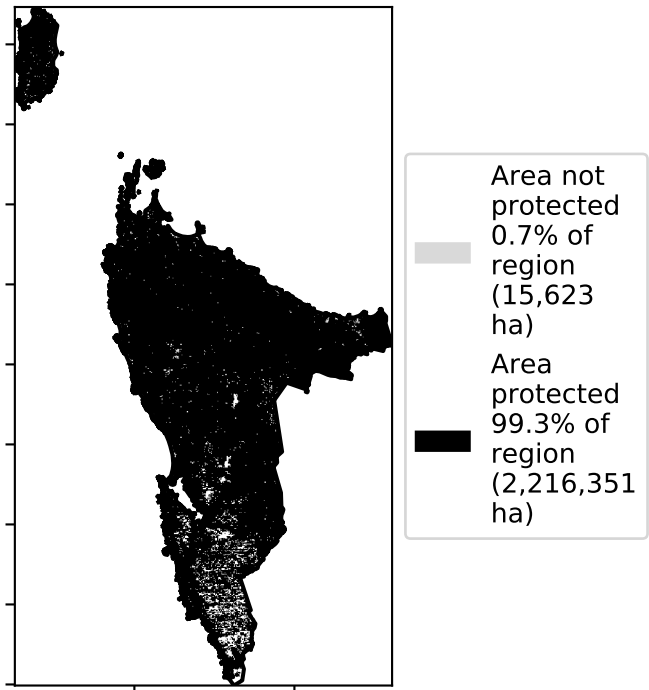 Area not
protected
0.7% of
region
(15,623
ha)
Area
protected
99.3% of
region
(2,216,351
ha)